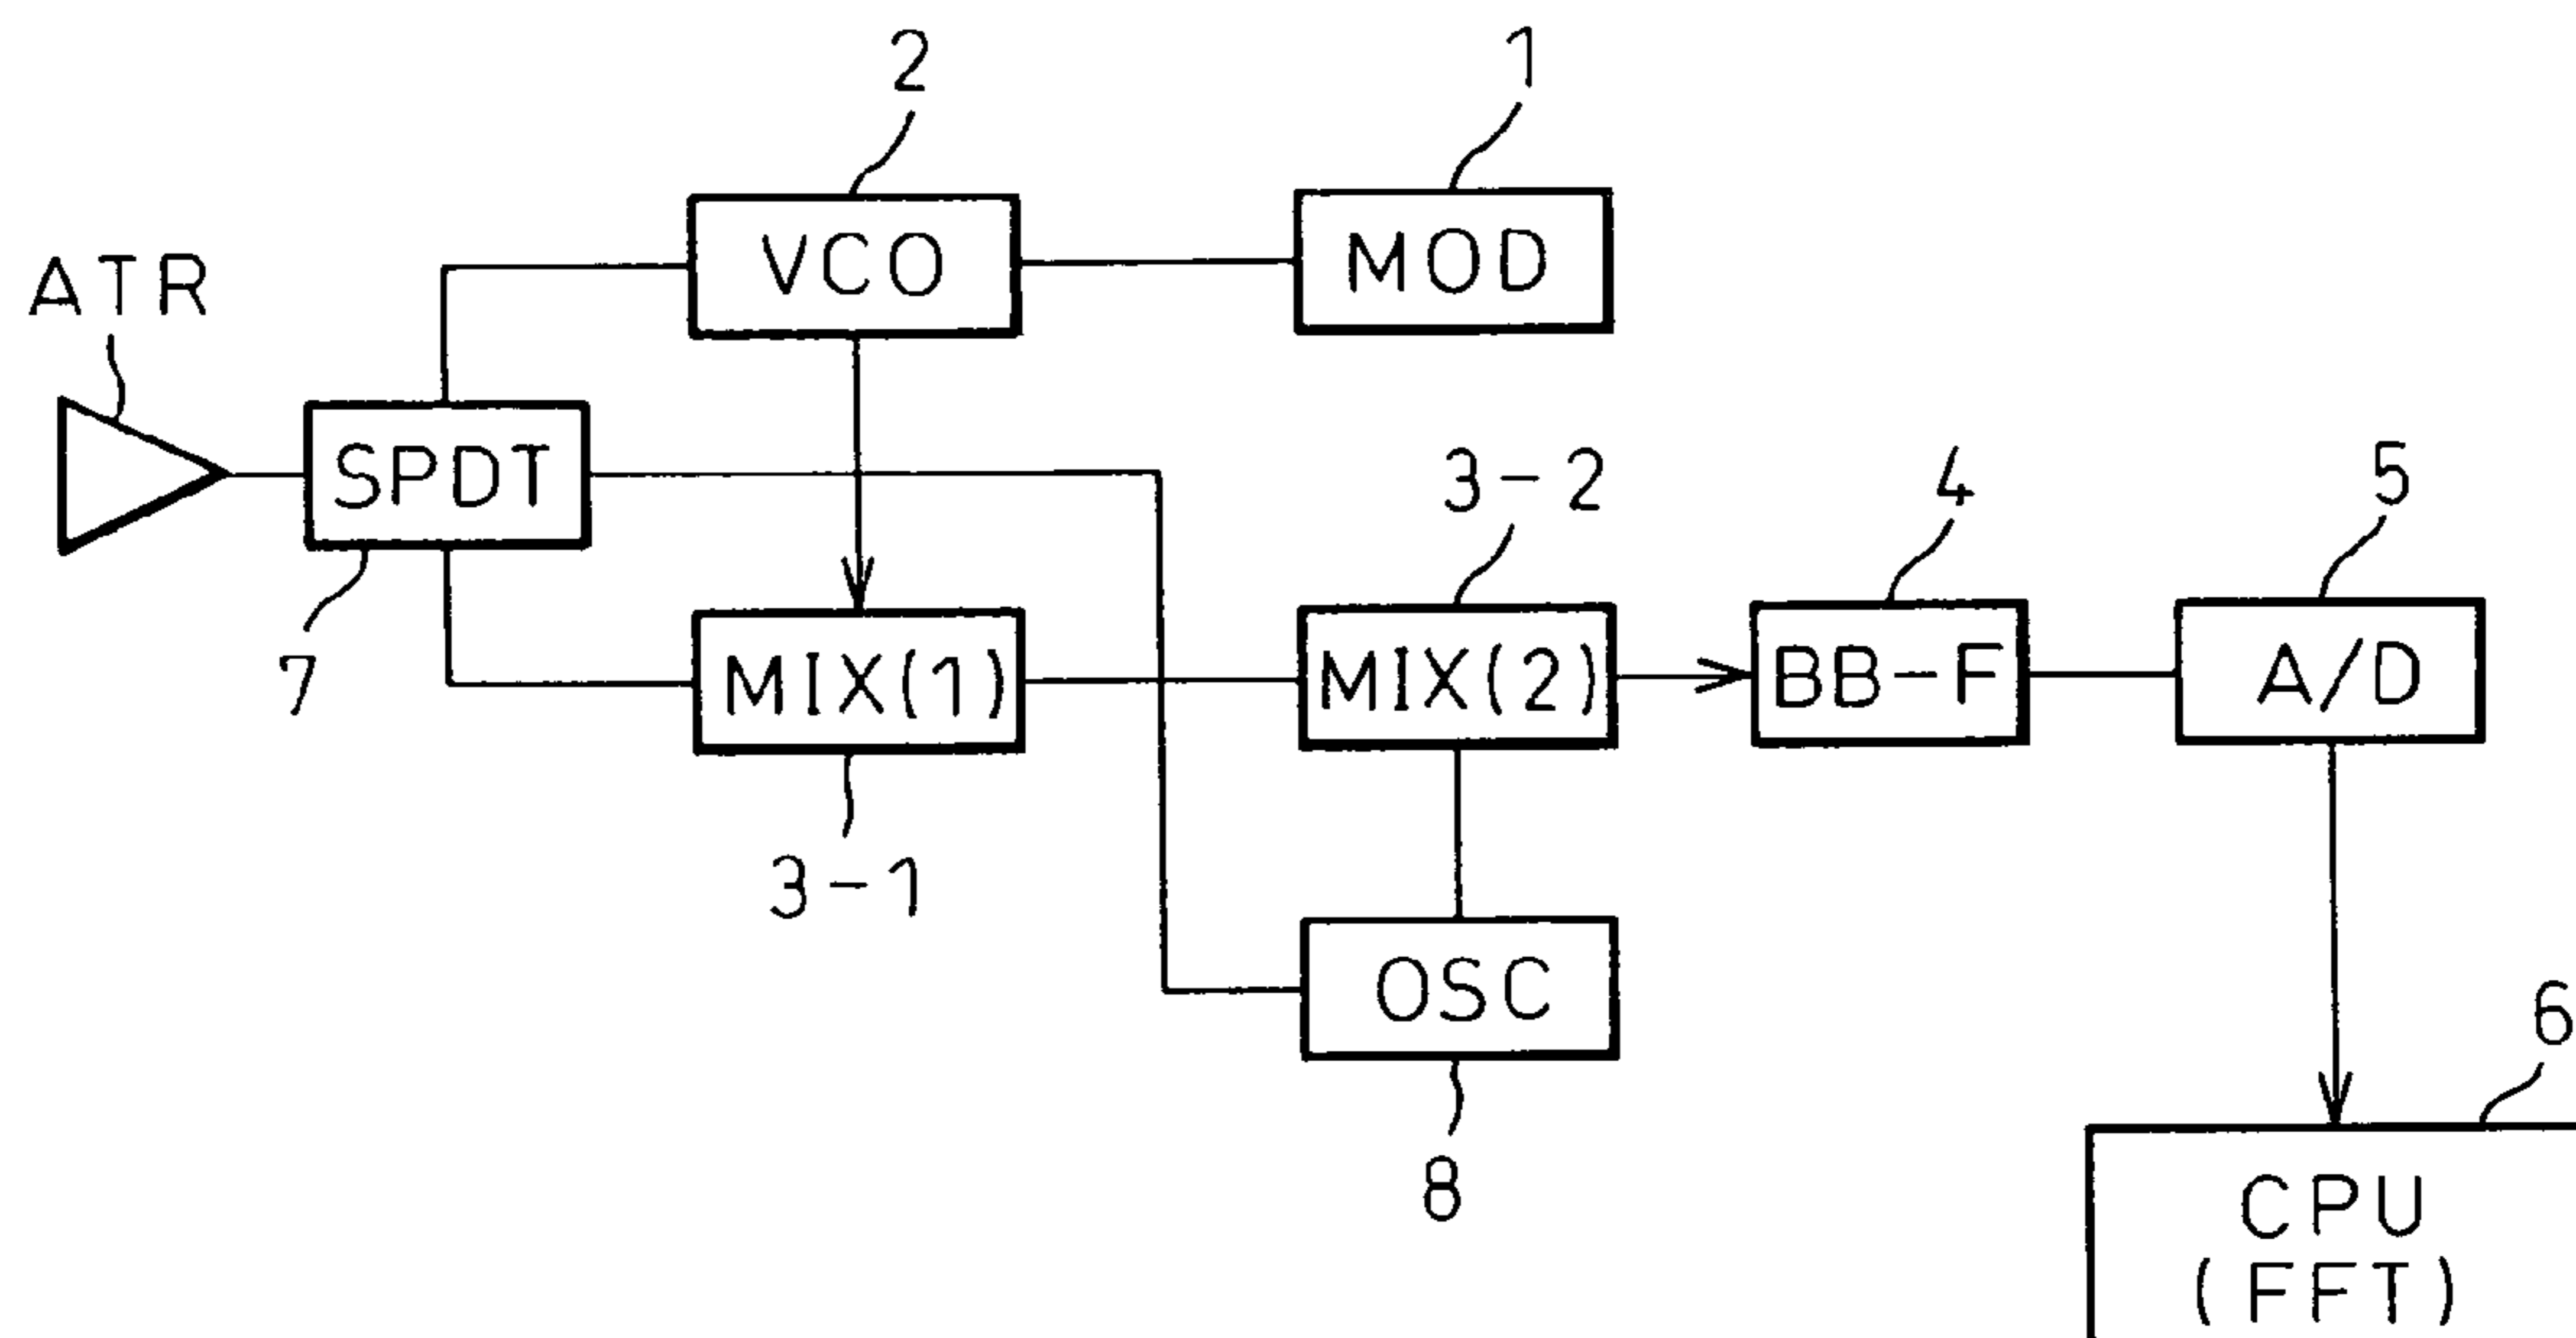 2
1
VCO
MOD
ATR
SPDT
3-2
4
5
7
MIX(1)
MIX(2)
BB-F
A/D
3-1
OSC
6
8
CPU
(FFT)